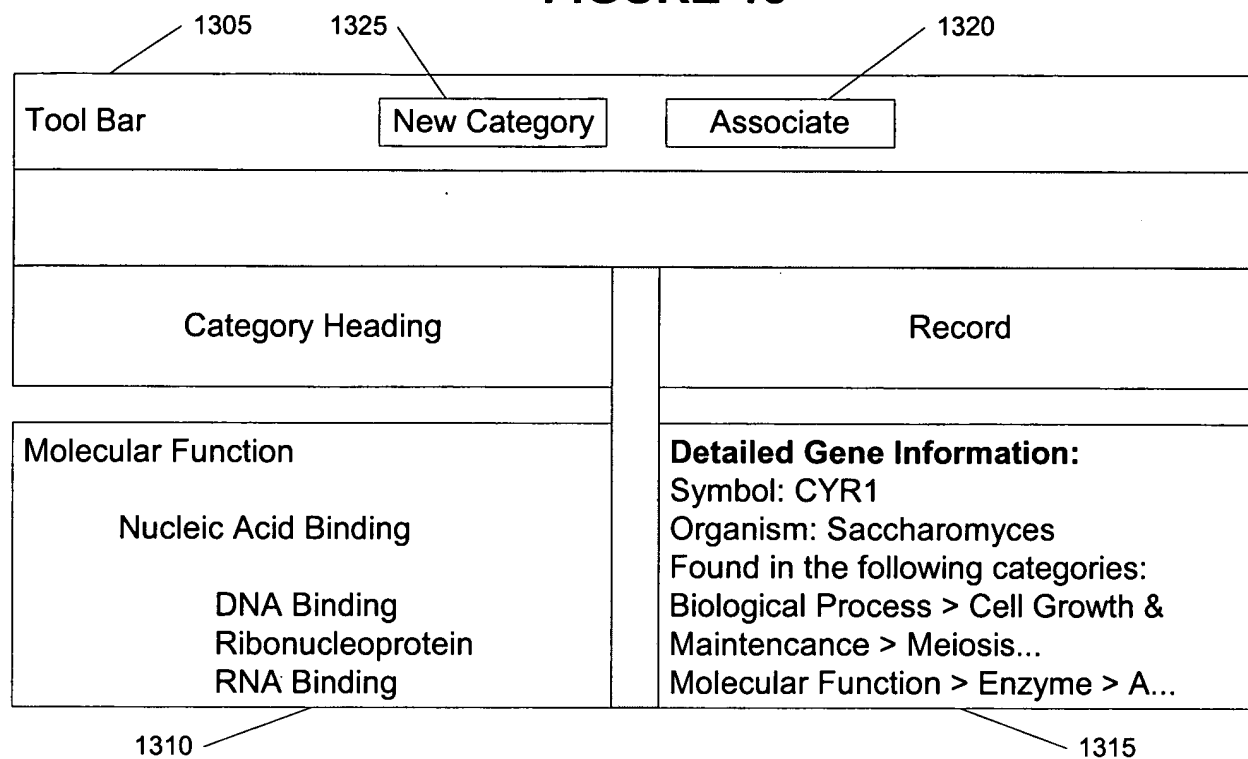 1305
1325
1320
Tool Bar
New Category
Associate
Category Heading
Record
Molecular Function
Nucleic Acid Binding
DNA Binding
Ribonucleoprotein
RNA Binding
Detailed Gene Information:
Symbol: CYR1
Organism: Saccharomyces
Found in the following categories:
Biological Process > Cell Growth &
Maintencance > Meiosis...
Molecular Function > Enzyme > A...
1310
1315